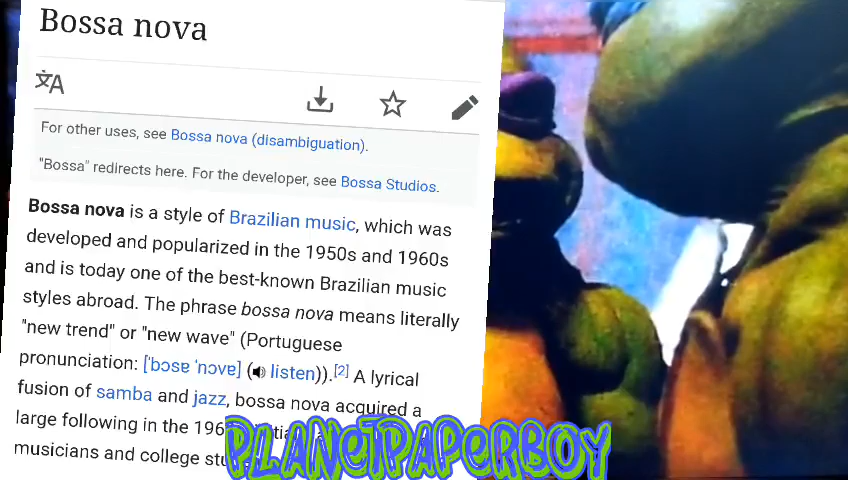 Bossa nova
For other uses, see Bossa nova (disambiguation).
"Bossa" redirects here. For the developer, see Bossa Studios.
Bossa nova is a style of Brazilian music, which was
developed and popularized in the 1950s and 1960s
and is today one of the best-known Brazilian music
styles abroad. The phrase bossa nova means literally
"new trend" or "new wave" (Portuguese
pronunciation: [ˈbɔsɐ ˈnɔvɐ] (listen)).[2] A lyrical
fusion of samba and jazz, bossa nova acquired a
large following in the
musicians and college
PLANETPAPERBOY